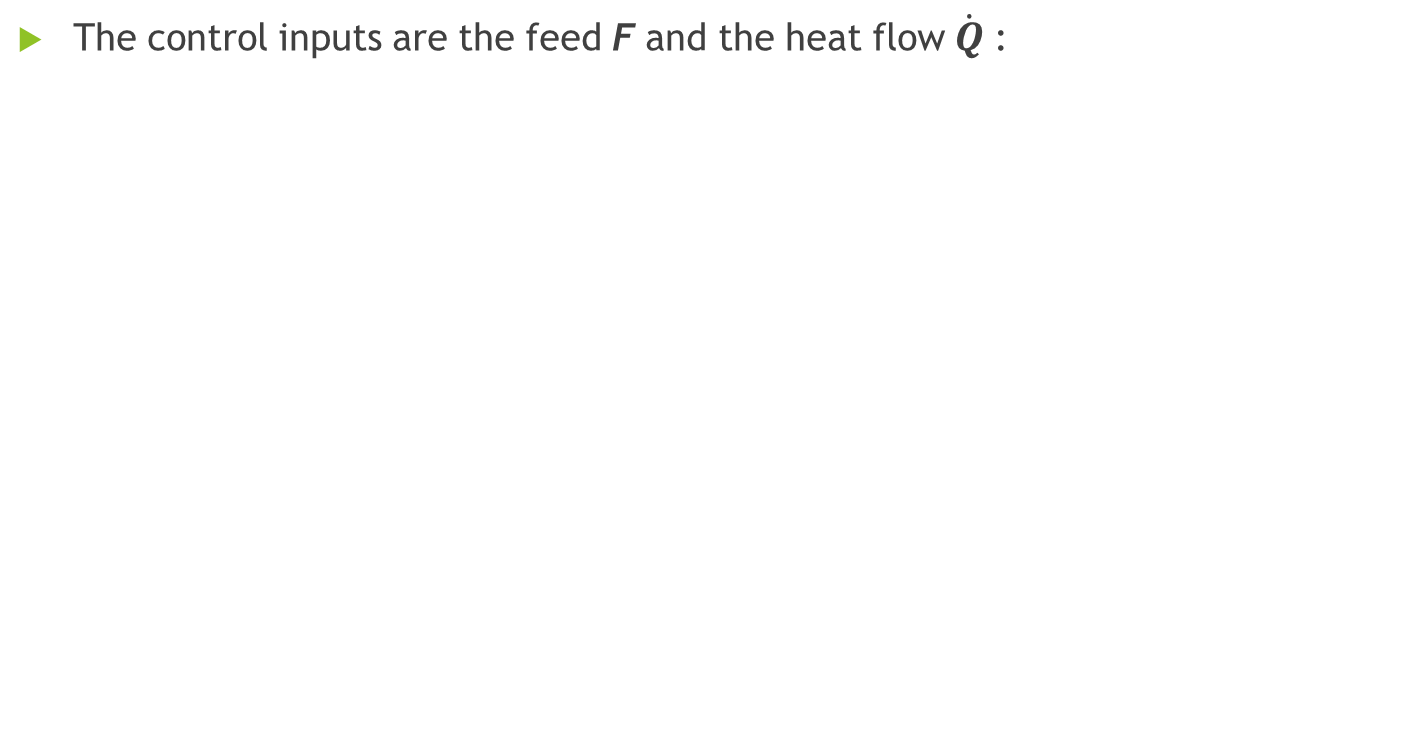 The control inputs are the feed F and the heat flow Q̇ :